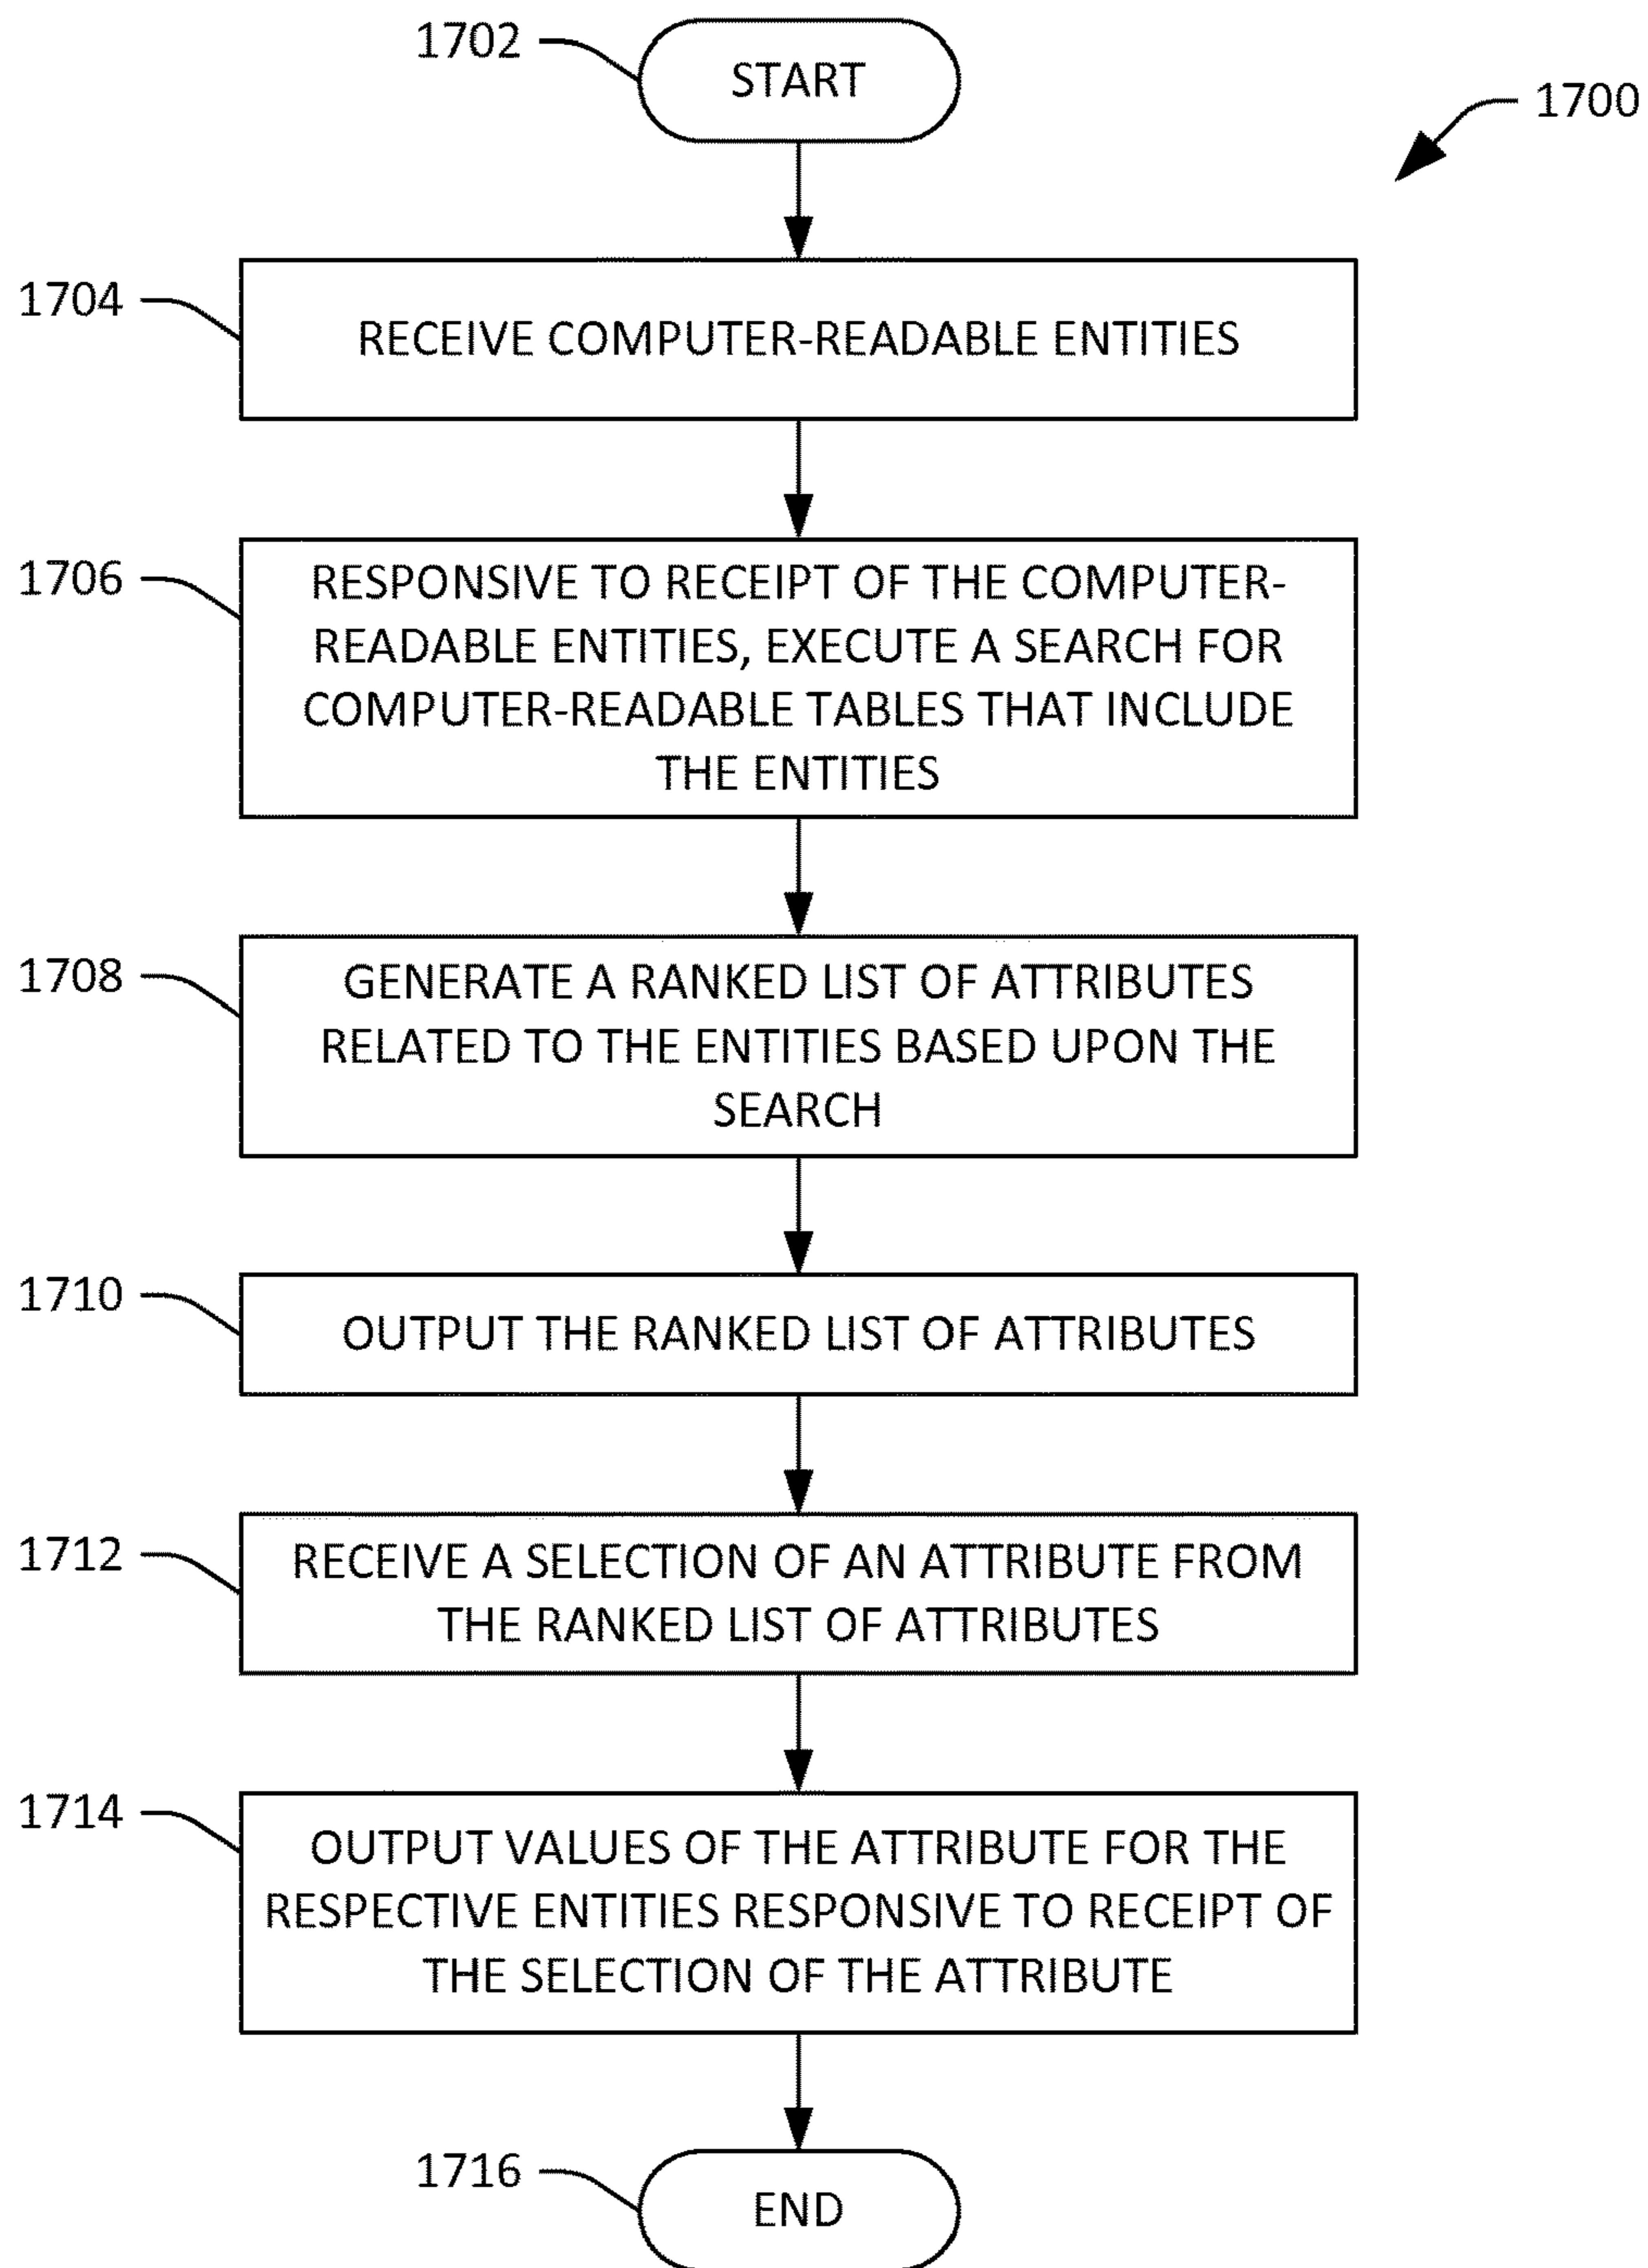 1702
START
1700
1704
RECEIVE COMPUTER-READABLE ENTITIES
1706
RESPONSIVE TO RECEIPT OF THE COMPUTER-
READABLE ENTITIES, EXECUTE A SEARCH FOR
COMPUTER-READABLE TABLES THAT INCLUDE
THE ENTITIES
1708
GENERATE A RANKED LIST OF ATTRIBUTES
RELATED TO THE ENTITIES BASED UPON THE
SEARCH
1710
OUTPUT THE RANKED LIST OF ATTRIBUTES
1712
RECEIVE A SELECTION OF AN ATTRIBUTE FROM
THE RANKED LIST OF ATTRIBUTES
1714
OUTPUT VALUES OF THE ATTRIBUTE FOR THE
RESPECTIVE ENTITIES RESPONSIVE TO RECEIPT OF
THE SELECTION OF THE ATTRIBUTE
1716
END